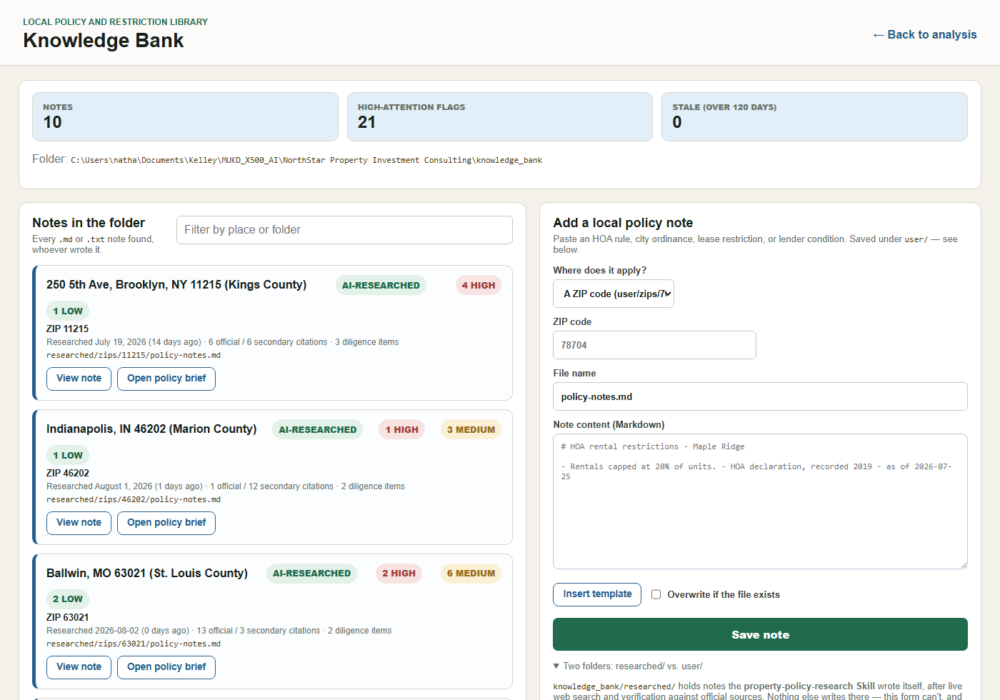 LOCAL POLICY AND RESTRICTION LIBRARY
Knowledge Bank
← Back to analysis
NOTES
10
HIGH-ATTENTION FLAGS
21
STALE (OVER 120 DAYS)
0
Folder: C:\Users\natha\Documents\Kelley\MUKD_X500_AI\NorthStar Property Investment Consulting\knowledge_bank
Notes in the folder
Every .md or .txt note found,
whoever wrote it.
Filter by place or folder
250 5th Ave, Brooklyn, NY 11215 (Kings County)
AI-RESEARCHED
4 HIGH
1 LOW
ZIP 11215
Researched July 19, 2026 (14 days ago) · 6 official / 6 secondary citations · 3 diligence items
researched/zips/11215/policy-notes.md
View note
Open policy brief
Indianapolis, IN 46202 (Marion County)
AI-RESEARCHED
1 HIGH
3 MEDIUM
1 LOW
ZIP 46202
Researched August 1, 2026 (1 days ago) · 1 official / 12 secondary citations · 2 diligence items
researched/zips/46202/policy-notes.md
View note
Open policy brief
Ballwin, MO 63021 (St. Louis County)
AI-RESEARCHED
2 HIGH
6 MEDIUM
2 LOW
ZIP 63021
Researched 2026-08-02 (0 days ago) · 13 official / 3 secondary citations · 2 diligence items
researched/zips/63021/policy-notes.md
View note
Open policy brief
Add a local policy note
Paste an HOA rule, city ordinance, lease restriction, or lender condition. Saved under user/ — see
below.
Where does it apply?
A ZIP code (user/zips/7
ZIP code
78704
File name
policy-notes.md
Note content (Markdown)
# HOA rental restrictions - Maple Ridge
- Rentals capped at 20% of units. - HOA declaration, recorded 2019 - as of 2026-07-
25
Insert template
Overwrite if the file exists
Save note
▼ Two folders: researched/ vs. user/
knowledge_bank/researched/ holds notes the property-policy-research Skill wrote itself, after live
web search and verification against official sources. Nothing else writes there — this form can't, and